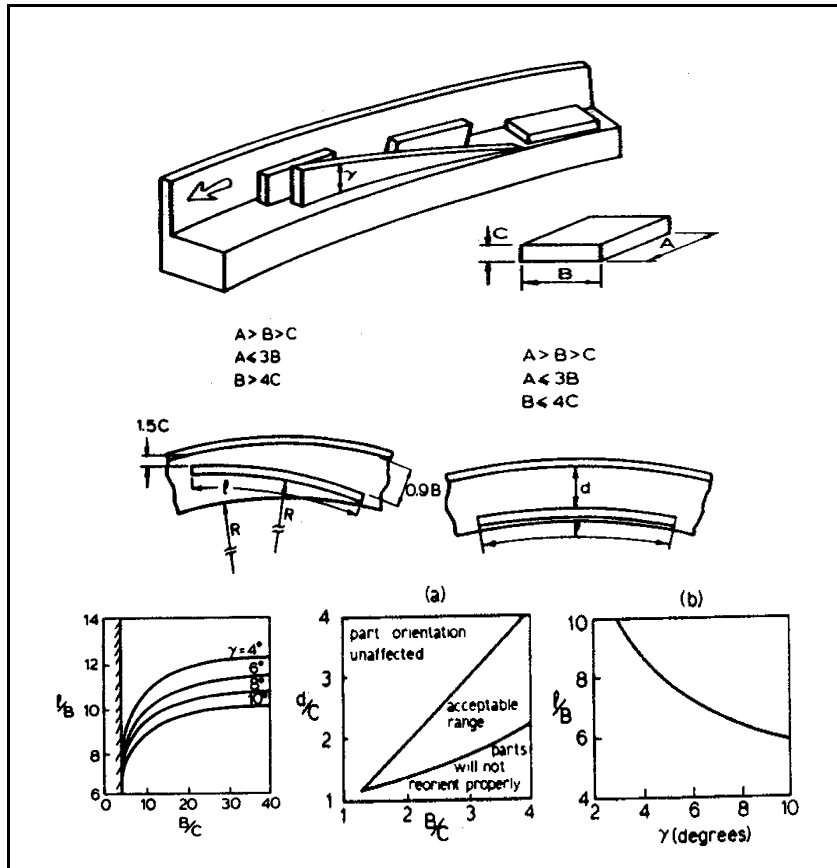 γ
C
B
A
A > B > C
A ⩽ 3B
B > 4C
A > B > C
A ⩽ 3B
B ⩽ 4C
1.5C
ℓ
0.9B
R
R
d
ℓ
(a)
(b)
14
12
10
8
6
ℓ/B
γ=4°
6°
8°
10°
0 10 20 30 40
B/C
4
3
2
1
d/C
part orientation
unaffected
acceptable
range
parts
will not
reorient properly
1 2 3 4
B/C
10
8
6
4
ℓ/B
2 4 6 8 10
γ (degrees)